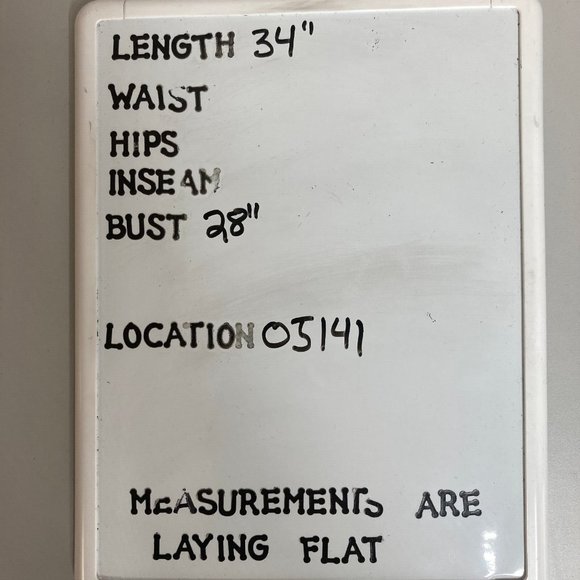 LENGTH 34"
WAIST
HIPS
INSEAM
BUST 28"
LOCATION 05141
MEASUREMENTS ARE
LAYING FLAT